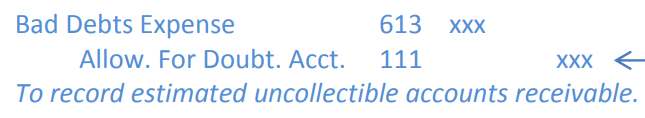 Bad Debts Expense 613 xxx
Allow. For Doubt. Acct. 111 xxx ←
To record estimated uncollectible accounts receivable.